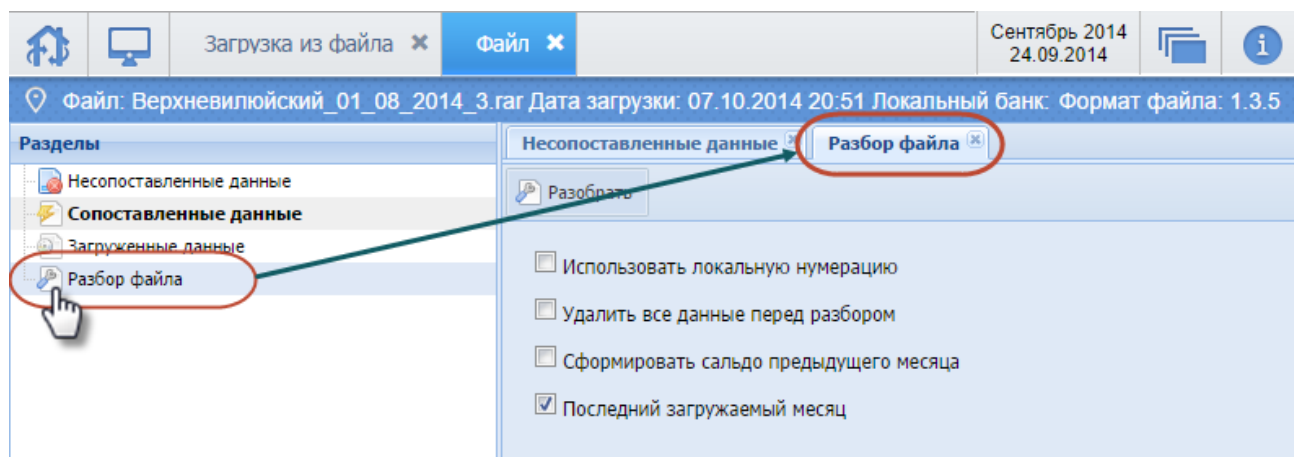 Загрузка из файла
Файл
Сентябрь 2014
24.09.2014
Файл: Верхневилюйский_01_08_2014_3.rar Дата загрузки: 07.10.2014 20:51 Локальный банк: Формат файла: 1.3.5
Разделы
Несопоставленные данные
Сопоставленные данные
Загруженные данные
Разбор файла
Несопоставленные данные
Разбор файла
Разобрать
Использовать локальную нумерацию
Удалить все данные перед разбором
Сформировать сальдо предыдущего месяца
Последний загружаемый месяц